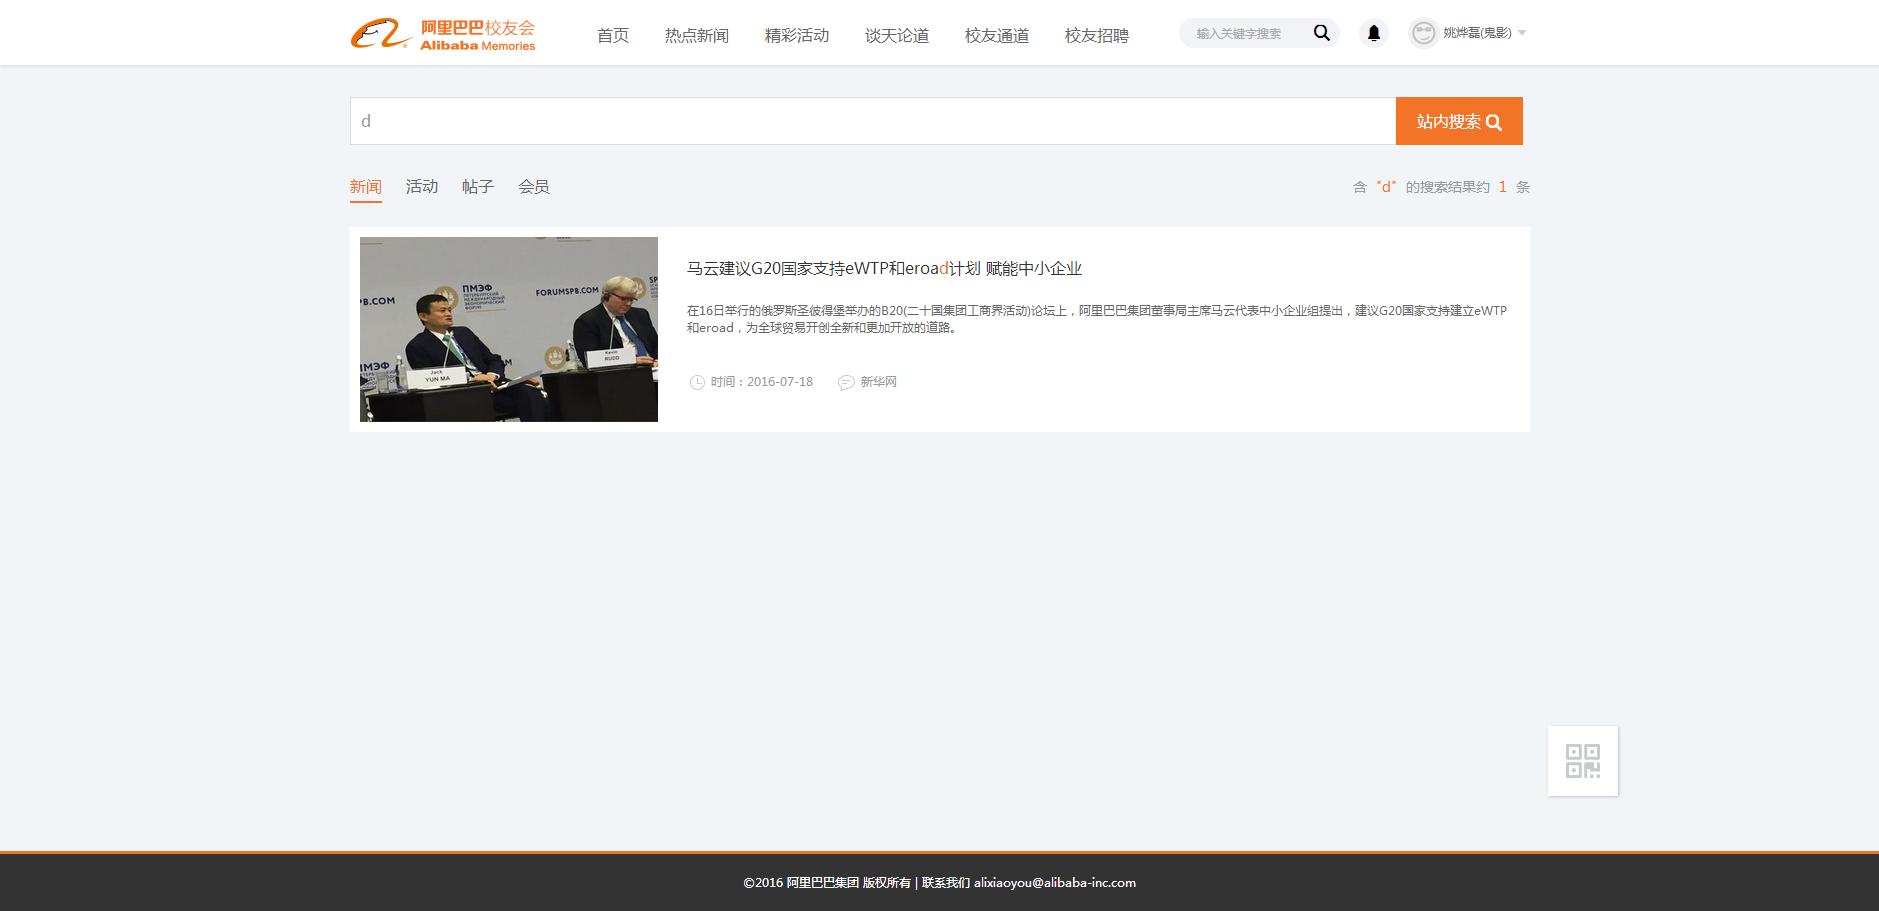 阿里巴巴校友会
Alibaba Memories
首页 热点新闻 精彩活动 谈天论道 校友通道 校友招聘
输入关键字搜索
姚烨磊(鬼影)
d
站内搜索
新闻 活动 帖子 会员
含 "d" 的搜索结果约 1 条
ПМЭФ
B.COM
FORUMSPB.COM
Jack
YUN MA
Kevin
RUDD
马云建议G20国家支持eWTP和eroad计划 赋能中小企业
在16日举行的俄罗斯圣彼得堡举办的B20(二十国集团工商界活动)论坛上，阿里巴巴集团董事局主席马云代表中小企业组提出，建议G20国家支持建立eWTP
和eroad，为全球贸易开创全新和更加开放的道路。
时间：2016-07-18 新华网
©2016 阿里巴巴集团 版权所有 | 联系我们 alixiaoyou@alibaba-inc.com